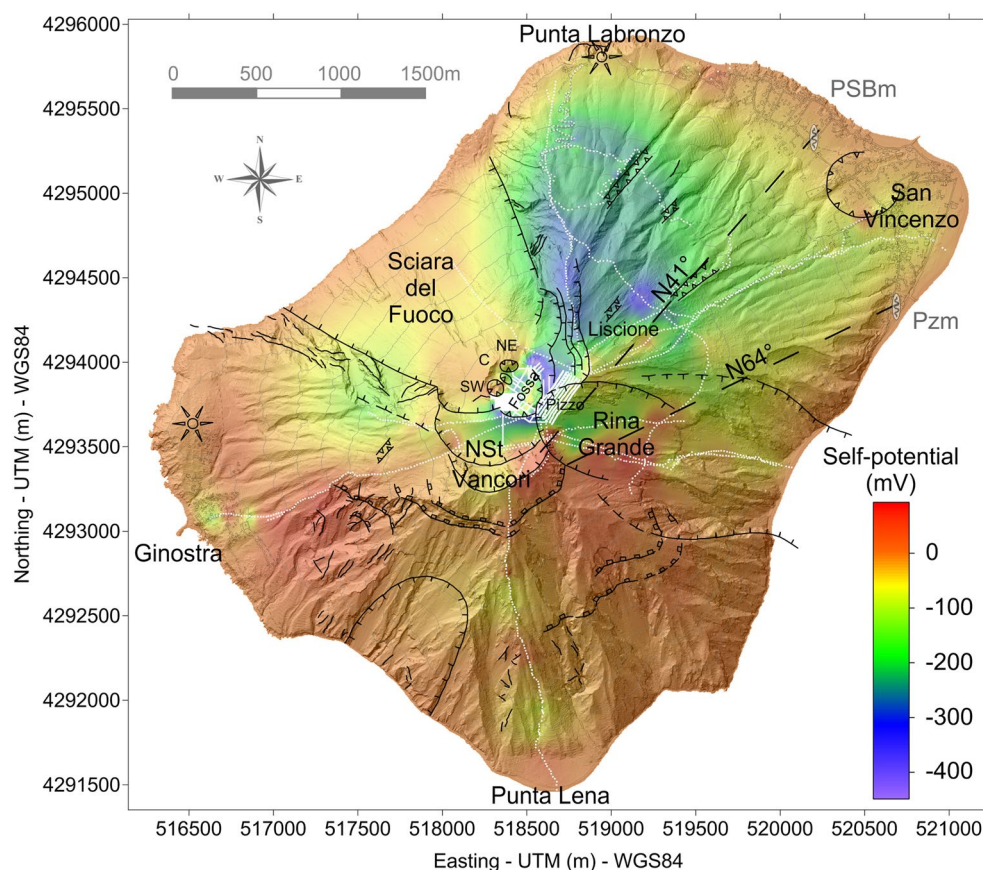 4296000
4295500
4295000
4294500
4294000
4293500
4293000
4292500
4292000
4291500
Northing - UTM (m) - WGS84
0 500 1000 1500m
N
W E
S
Punta Labronzo
PSBm
San
Vincenzo
Sciara
del
Fuoco
N41°
Liscione
Pzm
NE
C
SW
Fossa
Pizzo
N64°
Rina
Grande
NSt
Vancori
Ginostra
Punta Lena
Self-potential
(mV)
0
-100
-200
-300
-400
516500 517000 517500 518000 518500 519000 519500 520000 520500 521000
Easting - UTM (m) - WGS84